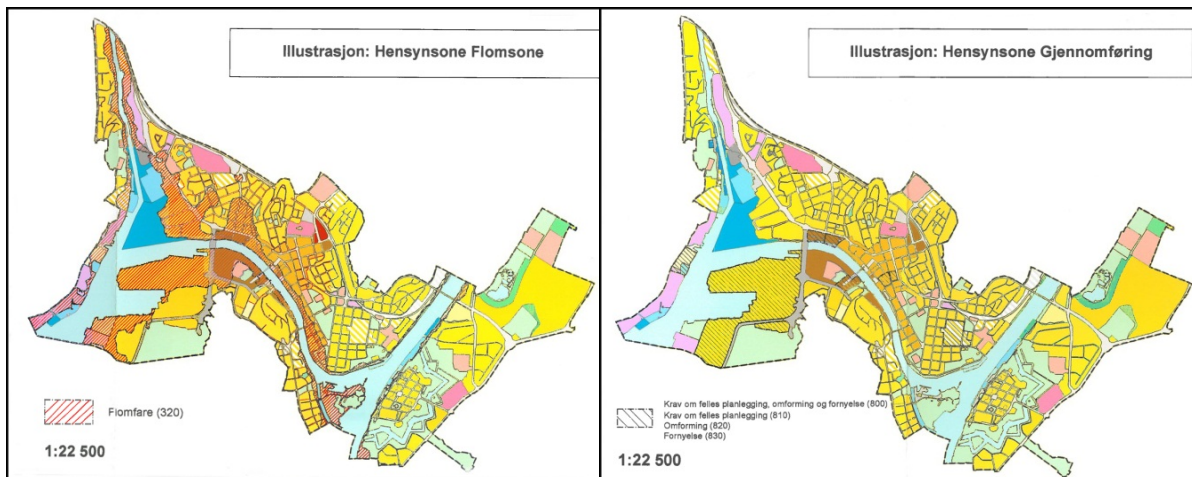 Illustrasjon: Hensynsone Flomsone
Flomfare (320)
1:22 500
Illustrasjon: Hensynsone Gjennomføring
Krav om felles planlegging, omforming og fornyelse (800)
Krav om felles planlegging (810)
Omforming (820)
Fornyelse (830)
1:22 500